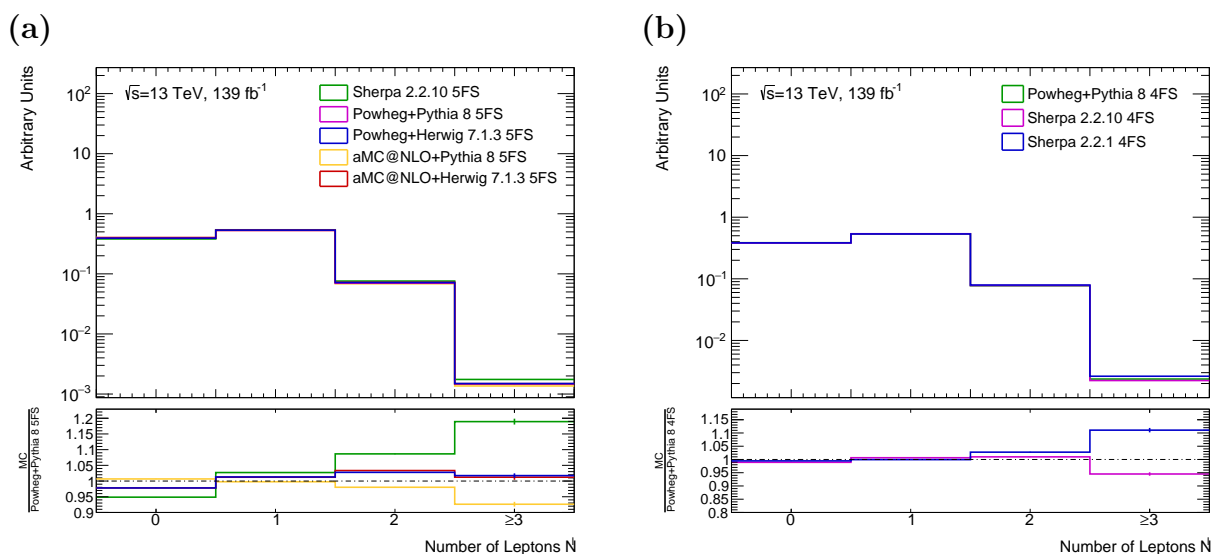 (a)
Arbitrary Units
10²
10
1
10⁻¹
10⁻²
10⁻³
√s=13 TeV, 139 fb⁻¹
Sherpa 2.2.10 5FS
Powheg+Pythia 8 5FS
Powheg+Herwig 7.1.3 5FS
aMC@NLO+Pythia 8 5FS
aMC@NLO+Herwig 7.1.3 5FS
MC
Powheg+Pythia 8 5FS
1.2
1.15
1.1
1.05
1
0.95
0.9
0 1 2 ≥3
Number of Leptons N
(b)
Arbitrary Units
10²
10
1
10⁻¹
10⁻²
√s=13 TeV, 139 fb⁻¹
Powheg+Pythia 8 4FS
Sherpa 2.2.10 4FS
Sherpa 2.2.1 4FS
MC
Powheg+Pythia 8 4FS
1.15
1.1
1.05
1
0.95
0.9
0.85
0.8
0 1 2 ≥3
Number of Leptons N